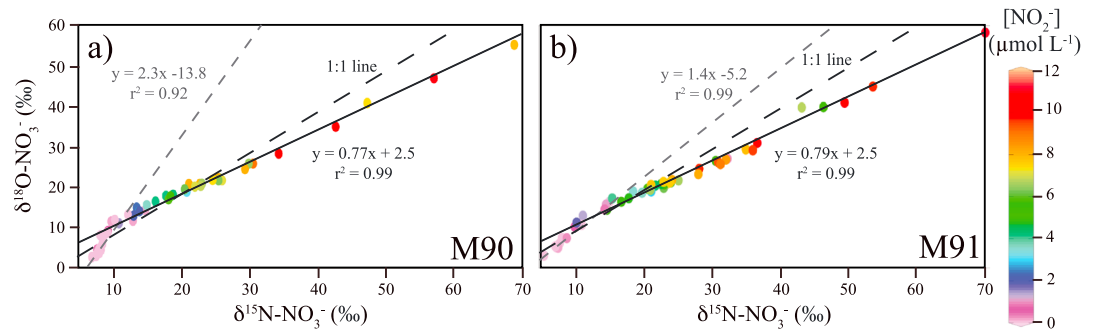 a)
y = 2.3x -13.8
r² = 0.92
1:1 line
y = 0.77x + 2.5
r² = 0.99
M90
60
50
40
30
20
10
0
δ¹⁸O-NO₃⁻ (‰)
10 20 30 40 50 60 70
δ¹⁵N-NO₃⁻ (‰)
b)
y = 1.4x -5.2
r² = 0.99
1:1 line
y = 0.79x + 2.5
r² = 0.99
M91
10 20 30 40 50 60 70
δ¹⁵N-NO₃⁻ (‰)
[NO₂⁻]
(µmol L⁻¹)
12
10
8
6
4
2
0